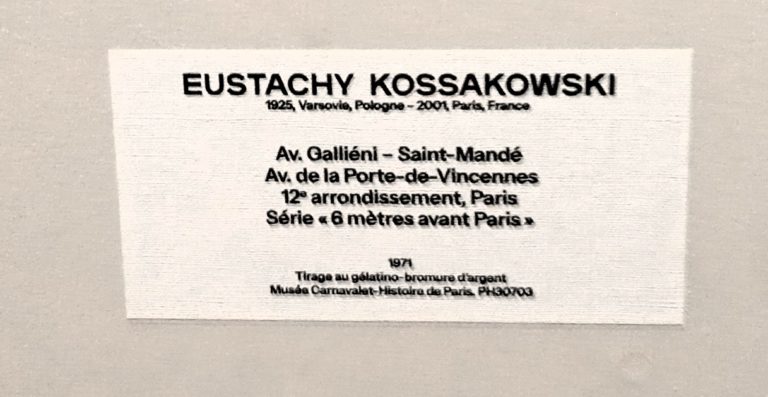 EUSTACHY KOSSAKOWSKI
1925, Varsovie, Pologne – 2001, Paris, France
Av. Galliéni – Saint-Mandé
Av. de la Porte-de-Vincennes
12e arrondissement, Paris
Série « 6 mètres avant Paris »
1971
Tirage au gélatino-bromure d'argent
Musée Carnavalet-Histoire de Paris. PH30703